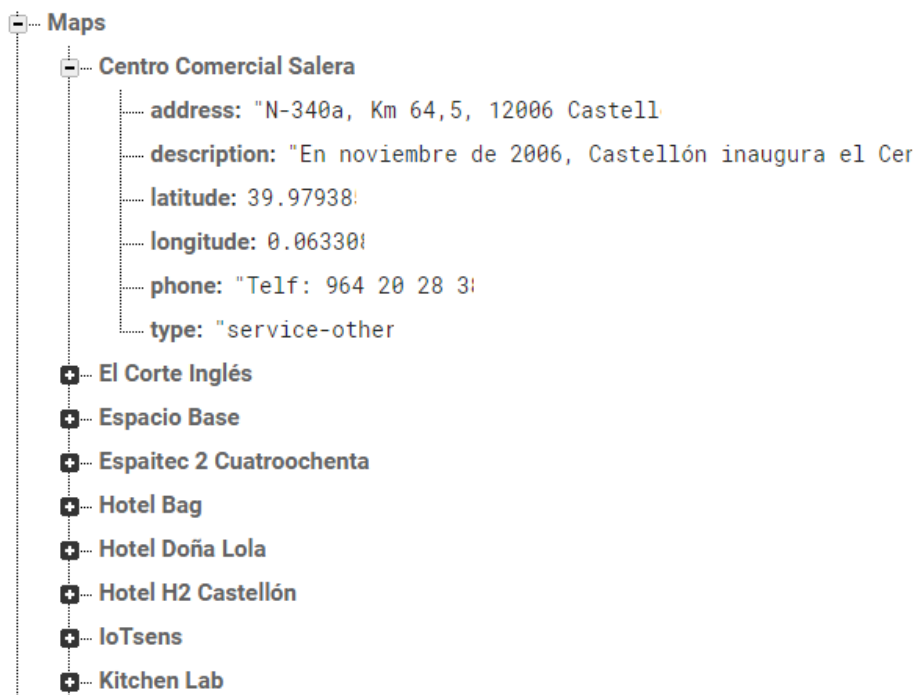 Maps
Centro Comercial Salera
address: "N-340a, Km 64,5, 12006 Castell
description: "En noviembre de 2006, Castellón inaugura el Cer
latitude: 39.97938
longitude: 0.06330
phone: "Telf: 964 20 28 3
type: "service-other
El Corte Inglés
Espacio Base
Espaitec 2 Cuatroochenta
Hotel Bag
Hotel Doña Lola
Hotel H2 Castellón
IoTsens
Kitchen Lab